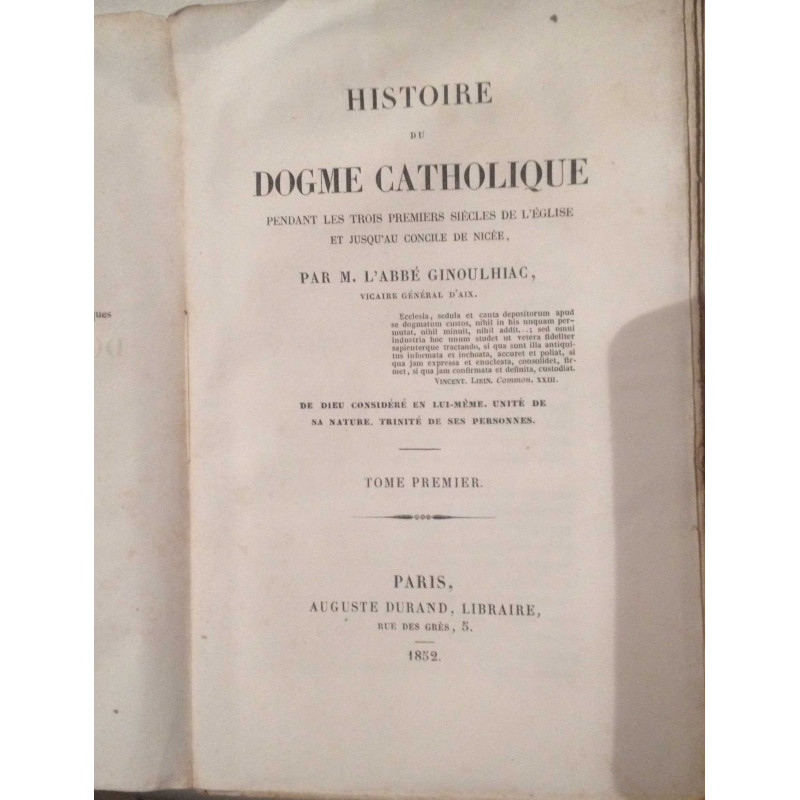 HISTOIRE
DU
DOGME CATHOLIQUE
PENDANT LES TROIS PREMIERS SIÈCLES DE L'ÉGLISE
ET JUSQU'AU CONCILE DE NICÉE,
PAR M. L'ABBÉ GINOULHIAC,
VICAIRE GÉNÉRAL D'AIX.
Ecclesia, sedula et cauta depositorum apud
se dogmatum custos, nihil in his unquam per-
mutat, nihil minuit, nihil addit...; sed omni
industria hoc unum studet ut vetera fideliter
sapienterque tractando, si qua sunt illa antiqui-
tus informata et inchoata, accuret et poliat, si
qua jam expressa et enucleata, consolidet, fir-
met, si qua jam confirmata et definita, custodiat.
VINCENT. LIRIN. Common. XXIII.
DE DIEU CONSIDÉRÉ EN LUI-MÊME. UNITÉ DE
SA NATURE. TRINITÉ DE SES PERSONNES.
TOME PREMIER.
PARIS,
AUGUSTE DURAND, LIBRAIRE,
RUE DES GRÈS, 5.
1852.
ques